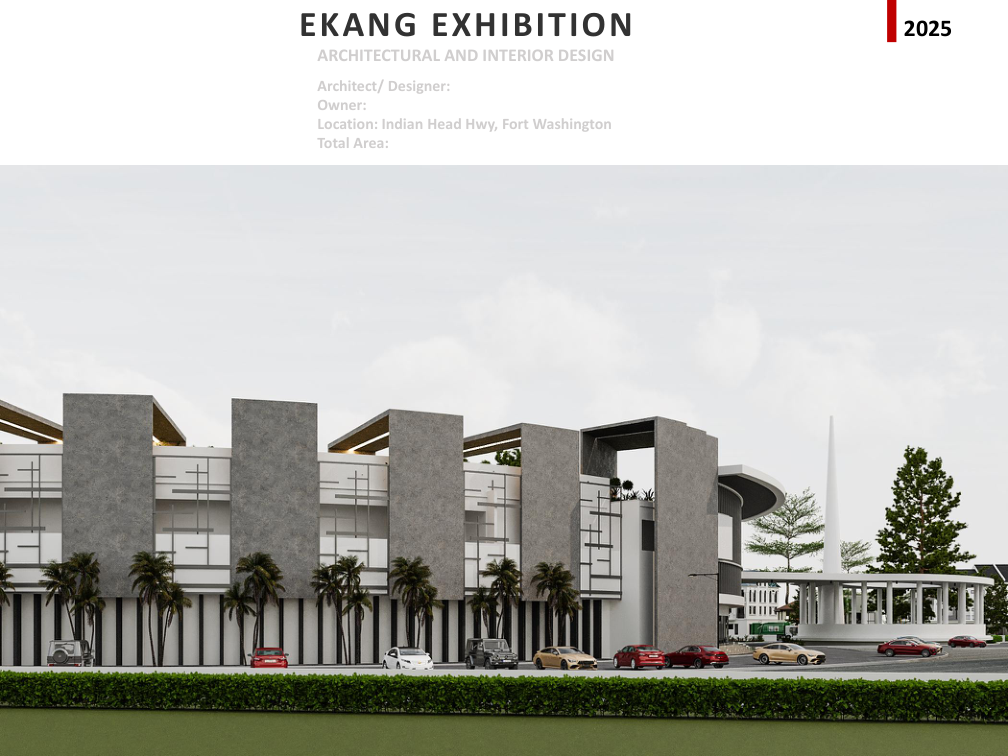 EKANG EXHIBITION
2025
ARCHITECTURAL AND INTERIOR DESIGN
Architect/ Designer:
Owner:
Location: Indian Head Hwy, Fort Washington
Total Area: